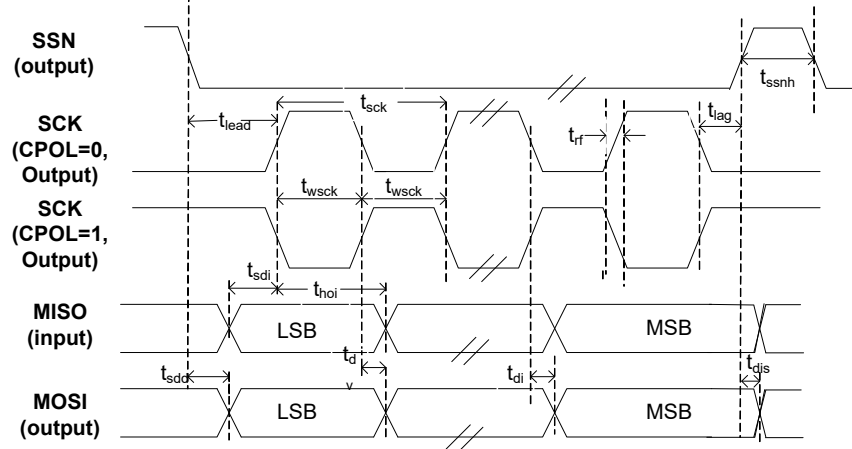 SSN
(output)
t_ssnh
t_sck
t_lead
t_lag
t_rf
SCK
(CPOL=0,
Output)
t_wsck t_wsck
SCK
(CPOL=1,
Output)
t_sdi
t_hoi
MISO
(input)
LSB
MSB
t_sdd
t_d
v
t_di
t_dis
MOSI
(output)
LSB
MSB